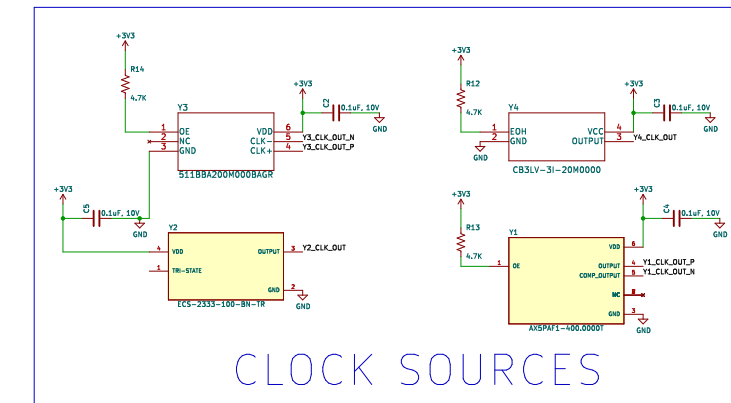 +3V3
R14
4.7K
Y3
1 OE
2 NC
3 GND
VDD 6
CLK- 5
CLK+ 4
511BBA200M000BAGR
+3V3
C2
0.1uF, 10V
GND
Y3_CLK_OUT_N
Y3_CLK_OUT_P
+3V3
R12
4.7K
Y4
1 EOH
2 GND
VCC 4
OUTPUT 3
CB3LV-3I-20M0000
GND
+3V3
C3
0.1uF, 10V
GND
Y4_CLK_OUT
+3V3
C5
0.1uF, 10V
GND
Y2
4 VDD
1 TRI-STATE
OUTPUT 3
GND 2
ECS-2333-100-BN-TR
Y2_CLK_OUT
GND
+3V3
R13
4.7K
Y1
1 OE
VDD 6
OUTPUT 4
COMP_OUTPUT 5
NC
GND 3
AX5PAF1-400.0000T
+3V3
C4
0.1uF, 10V
GND
Y1_CLK_OUT_P
Y1_CLK_OUT_N
GND
CLOCK SOURCES